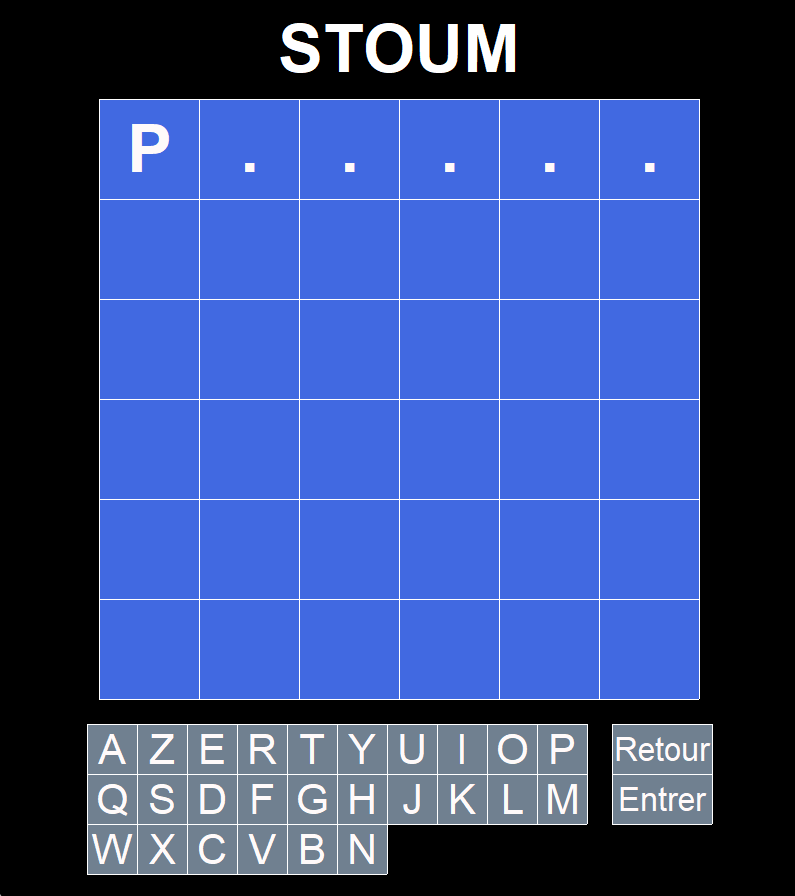 STOUM
P . . . . .
A Z E R T Y U I O P Retour
Q S D F G H J K L M Entrer
W X C V B N